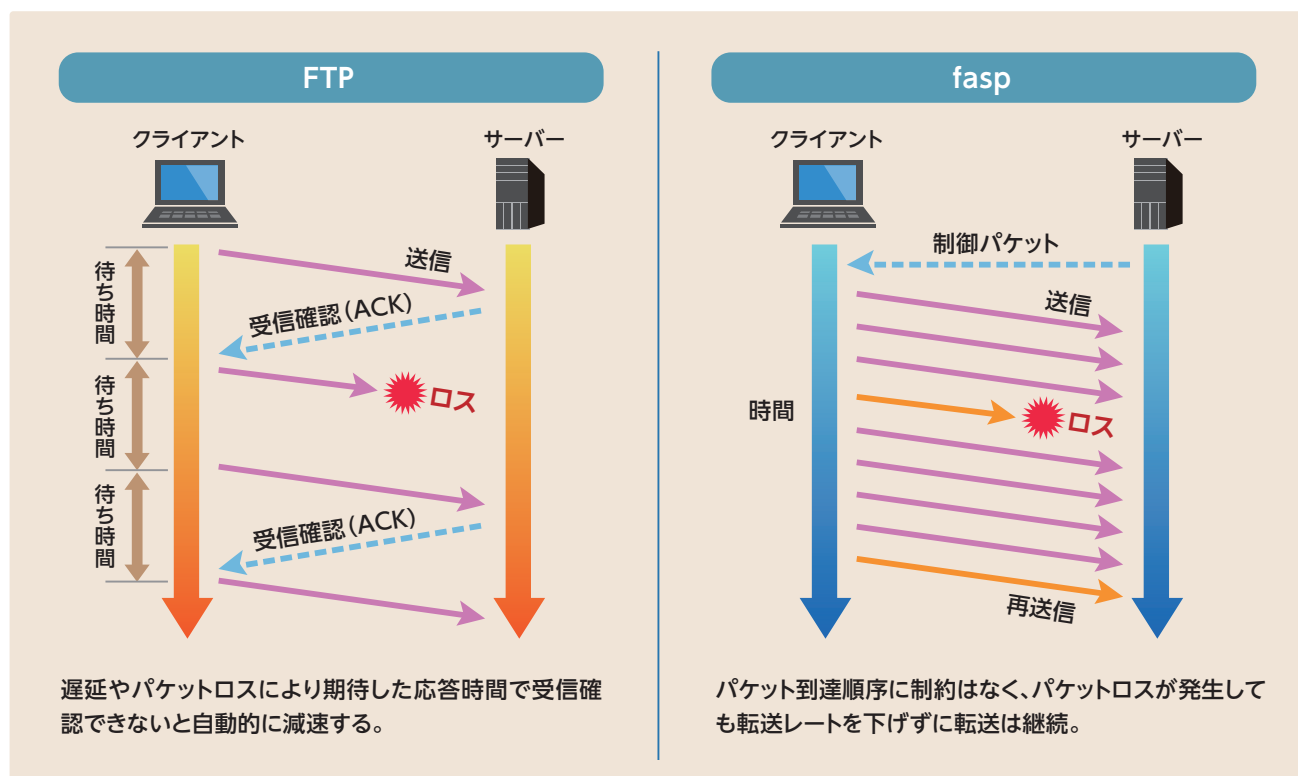 FTP
クライアント
サーバー
待ち時間
送信
受信確認(ACK)
待ち時間
ロス
待ち時間
受信確認(ACK)
遅延やパケットロスにより期待した応答時間で受信確
認できないと自動的に減速する。
fasp
クライアント
サーバー
制御パケット
送信
時間
ロス
再送信
パケット到達順序に制約はなく、パケットロスが発生して
も転送レートを下げずに転送は継続。